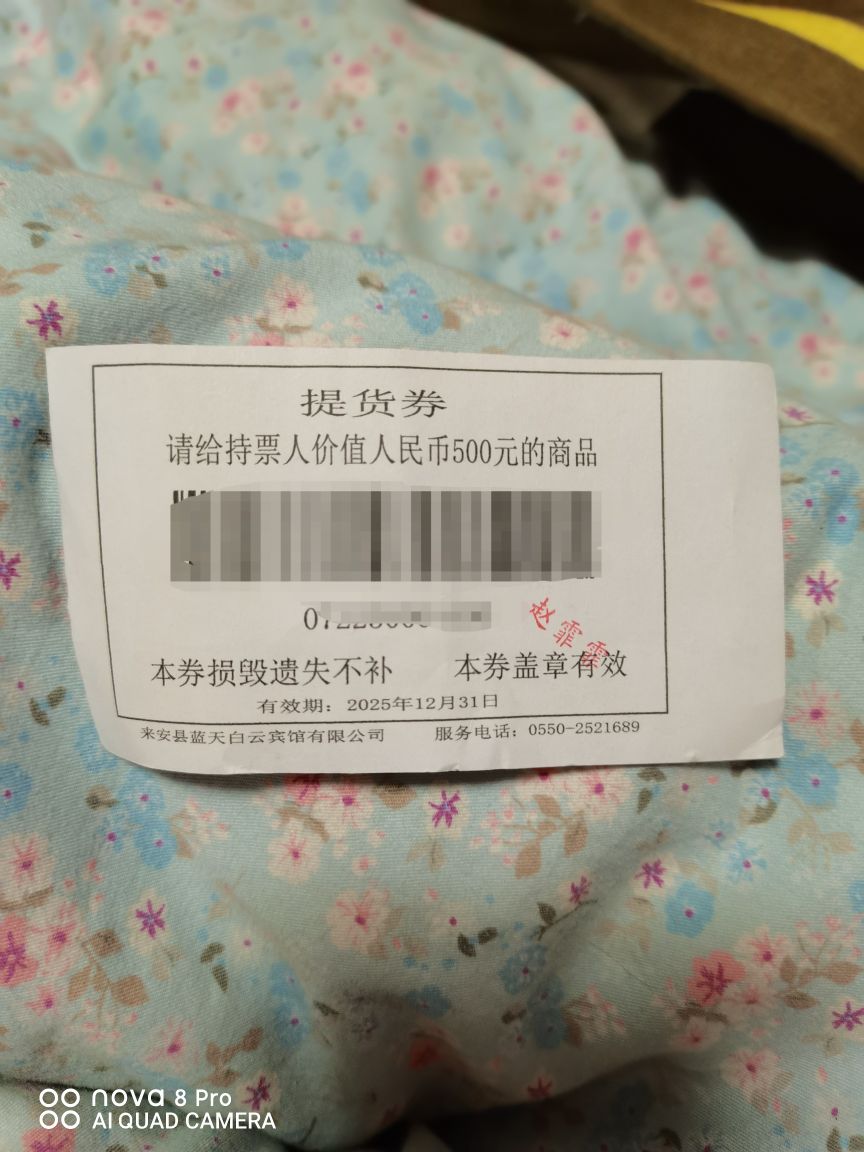 提货券
请给持票人价值人民币500元的商品
赵霏霏
本券损毁遗失不补 本券盖章有效
有效期：2025年12月31日
来安县蓝天白云宾馆有限公司 服务电话：0550-2521689
nova 8 Pro
AI QUAD CAMERA